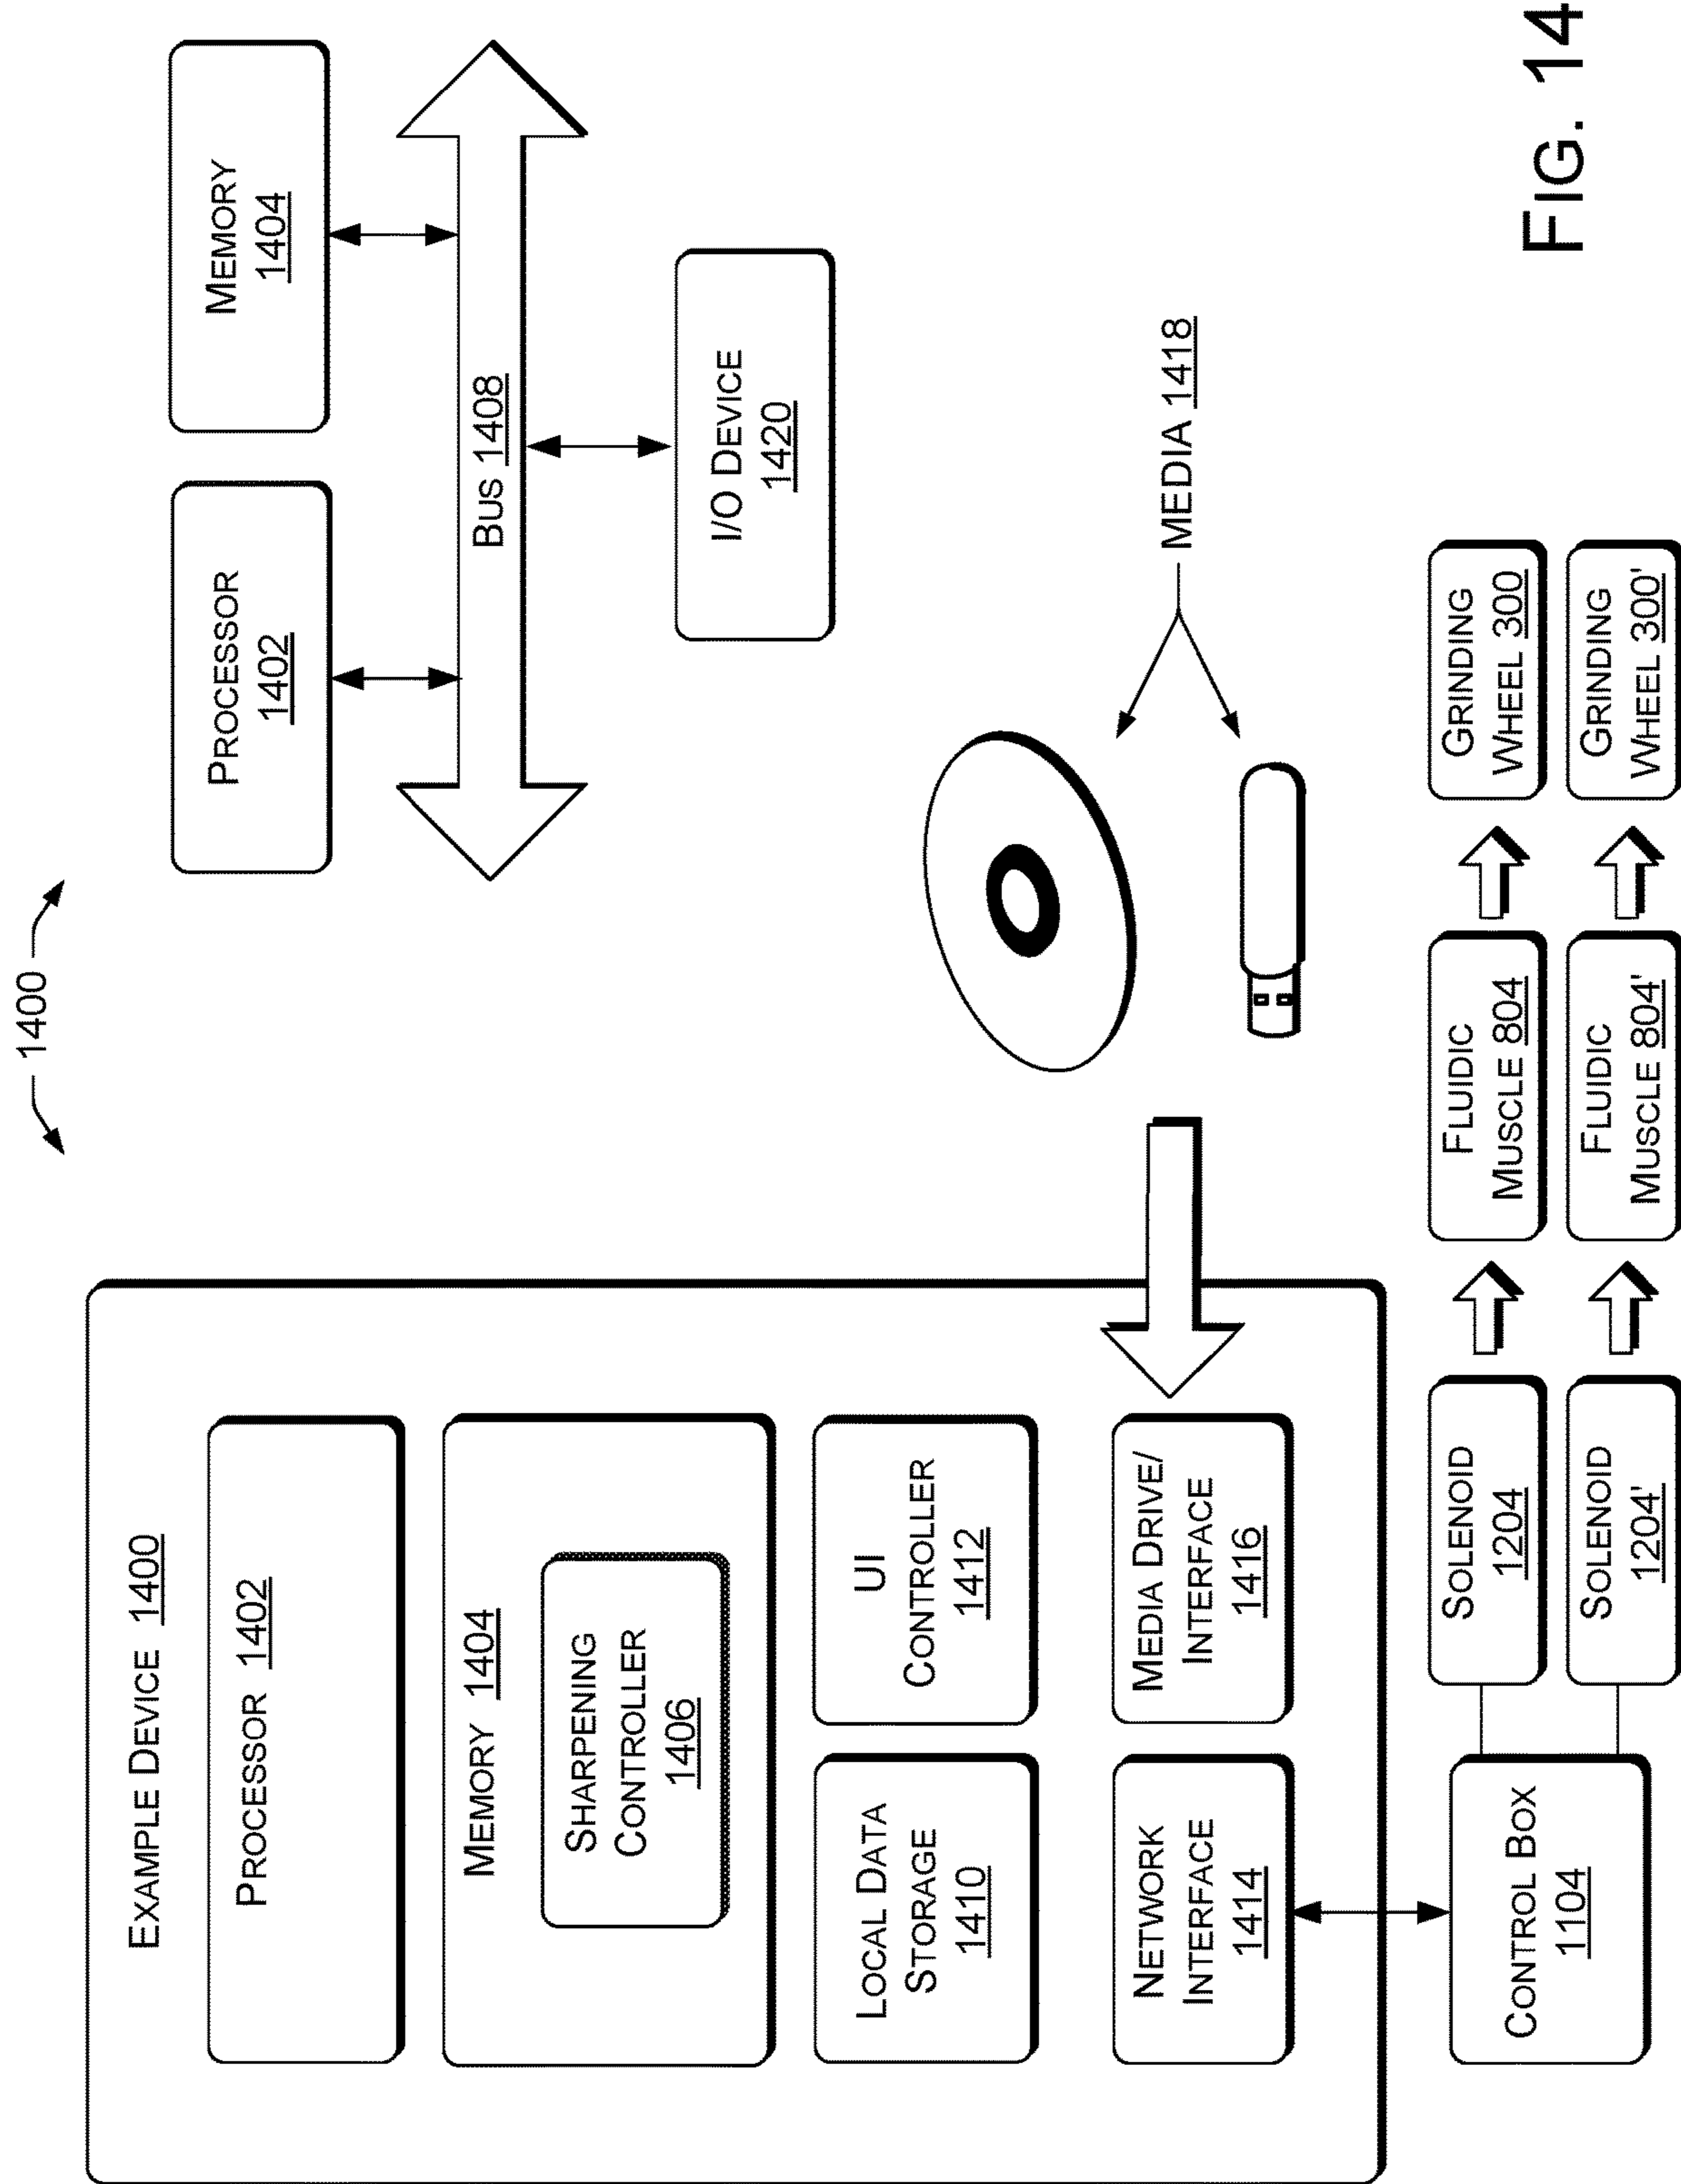 1400
EXAMPLE DEVICE 1400
PROCESSOR 1402
MEMORY 1404
SHARPENING
CONTROLLER
1406
LOCAL DATA
STORAGE
1410
UI
CONTROLLER
1412
NETWORK
INTERFACE
1414
MEDIA DRIVE/
INTERFACE
1416
PROCESSOR
1402
MEMORY
1404
BUS 1408
I/O DEVICE
1420
MEDIA 1418
CONTROL BOX
1104
SOLENOID
1204
FLUIDIC
MUSCLE 804
GRINDING
WHEEL 300
SOLENOID
1204'
FLUIDIC
MUSCLE 804'
GRINDING
WHEEL 300'
FIG. 14